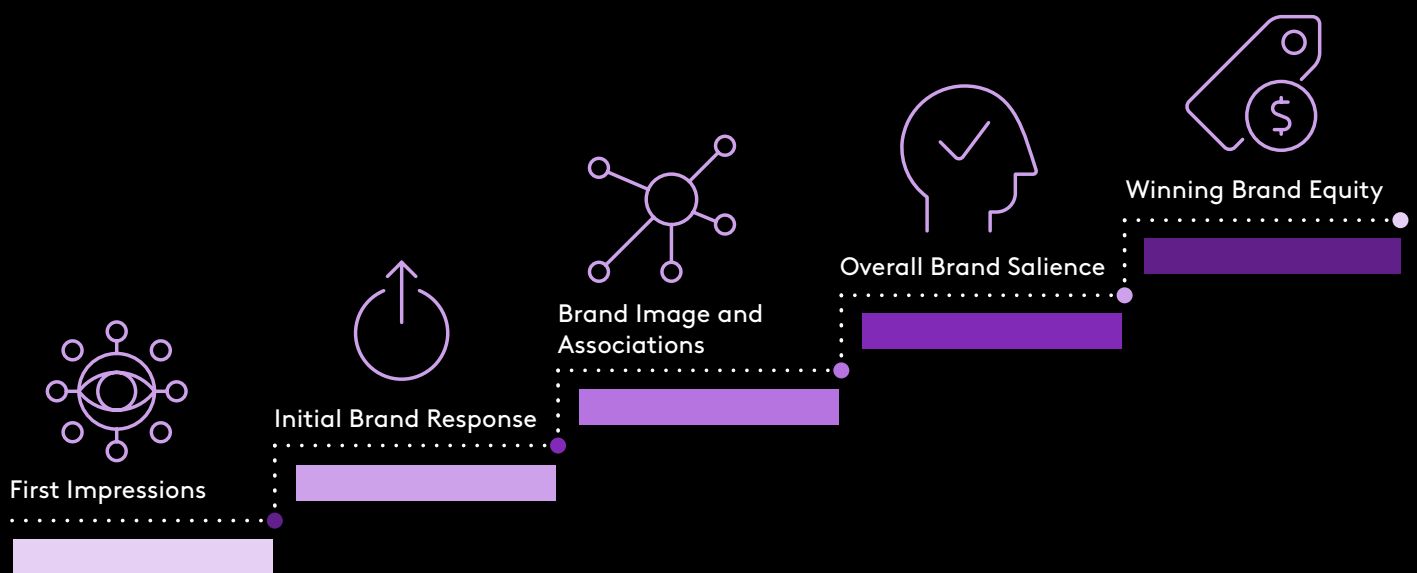 First Impressions
Initial Brand Response
Brand Image and
Associations
Overall Brand Salience
Winning Brand Equity
$